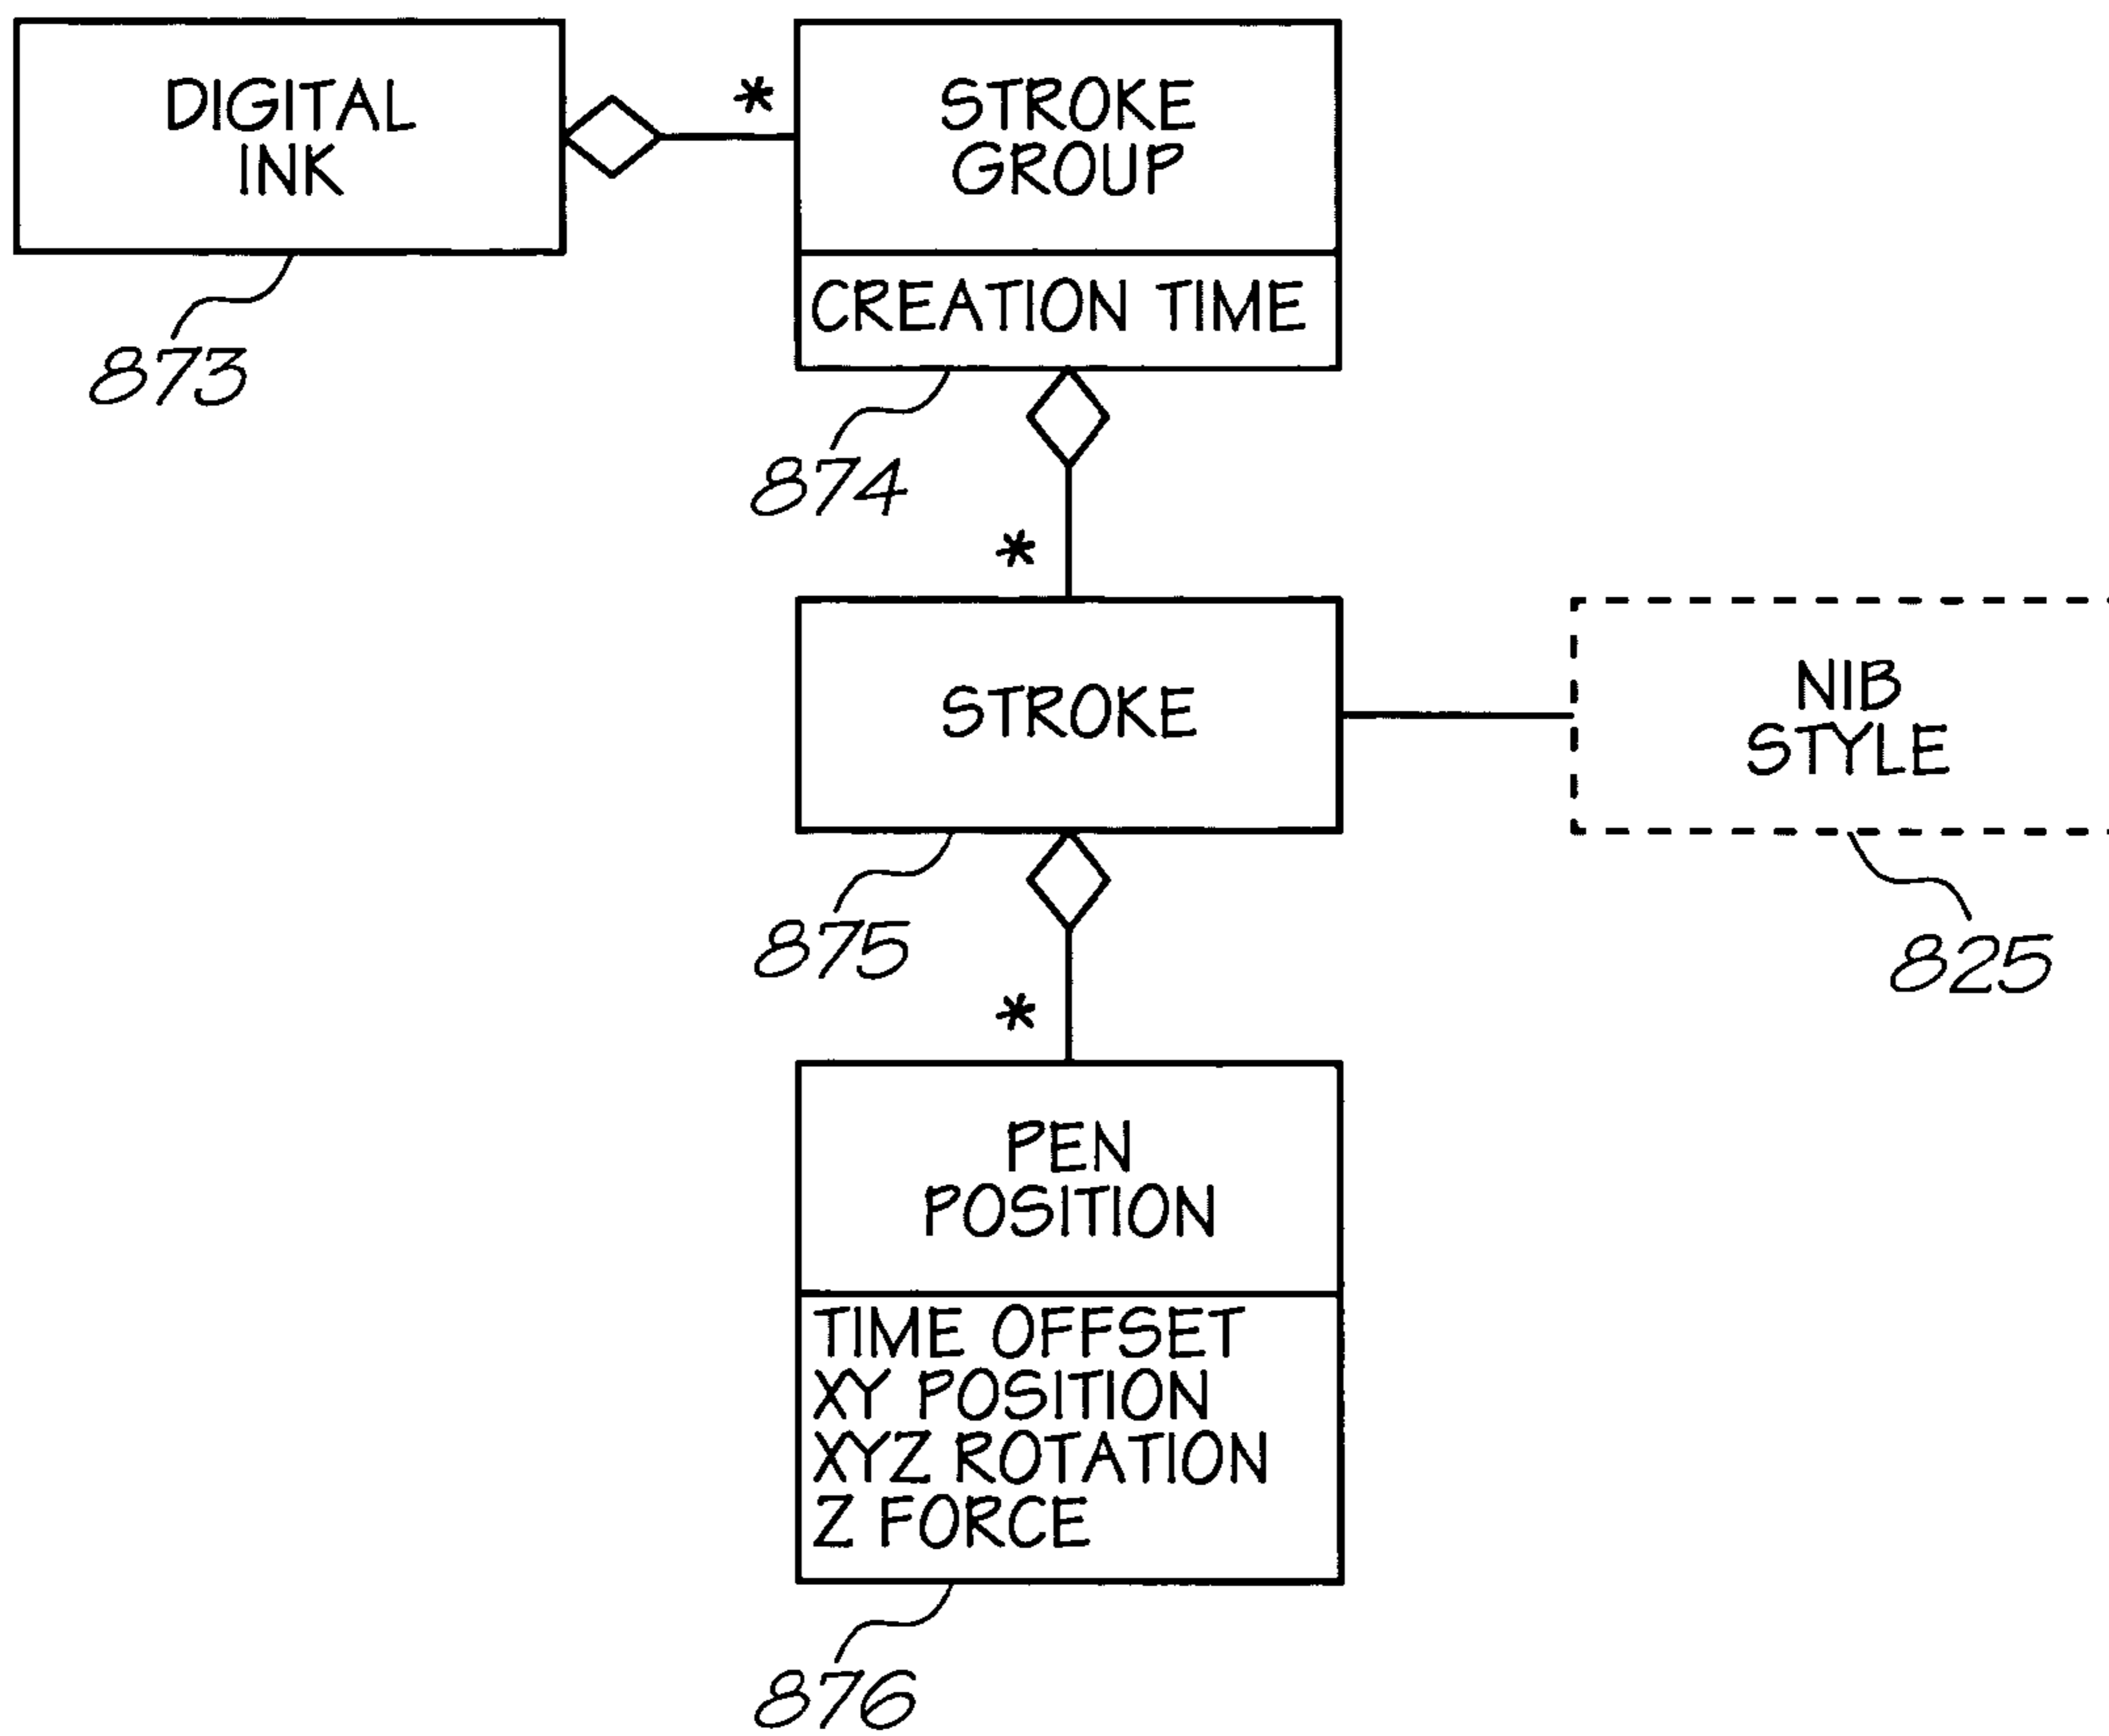 DIGITAL
INK
*
STROKE
GROUP
CREATION TIME
873
874
*
STROKE
NIB
STYLE
875
825
*
PEN
POSITION
TIME OFFSET
XY POSITION
XYZ ROTATION
Z FORCE
876